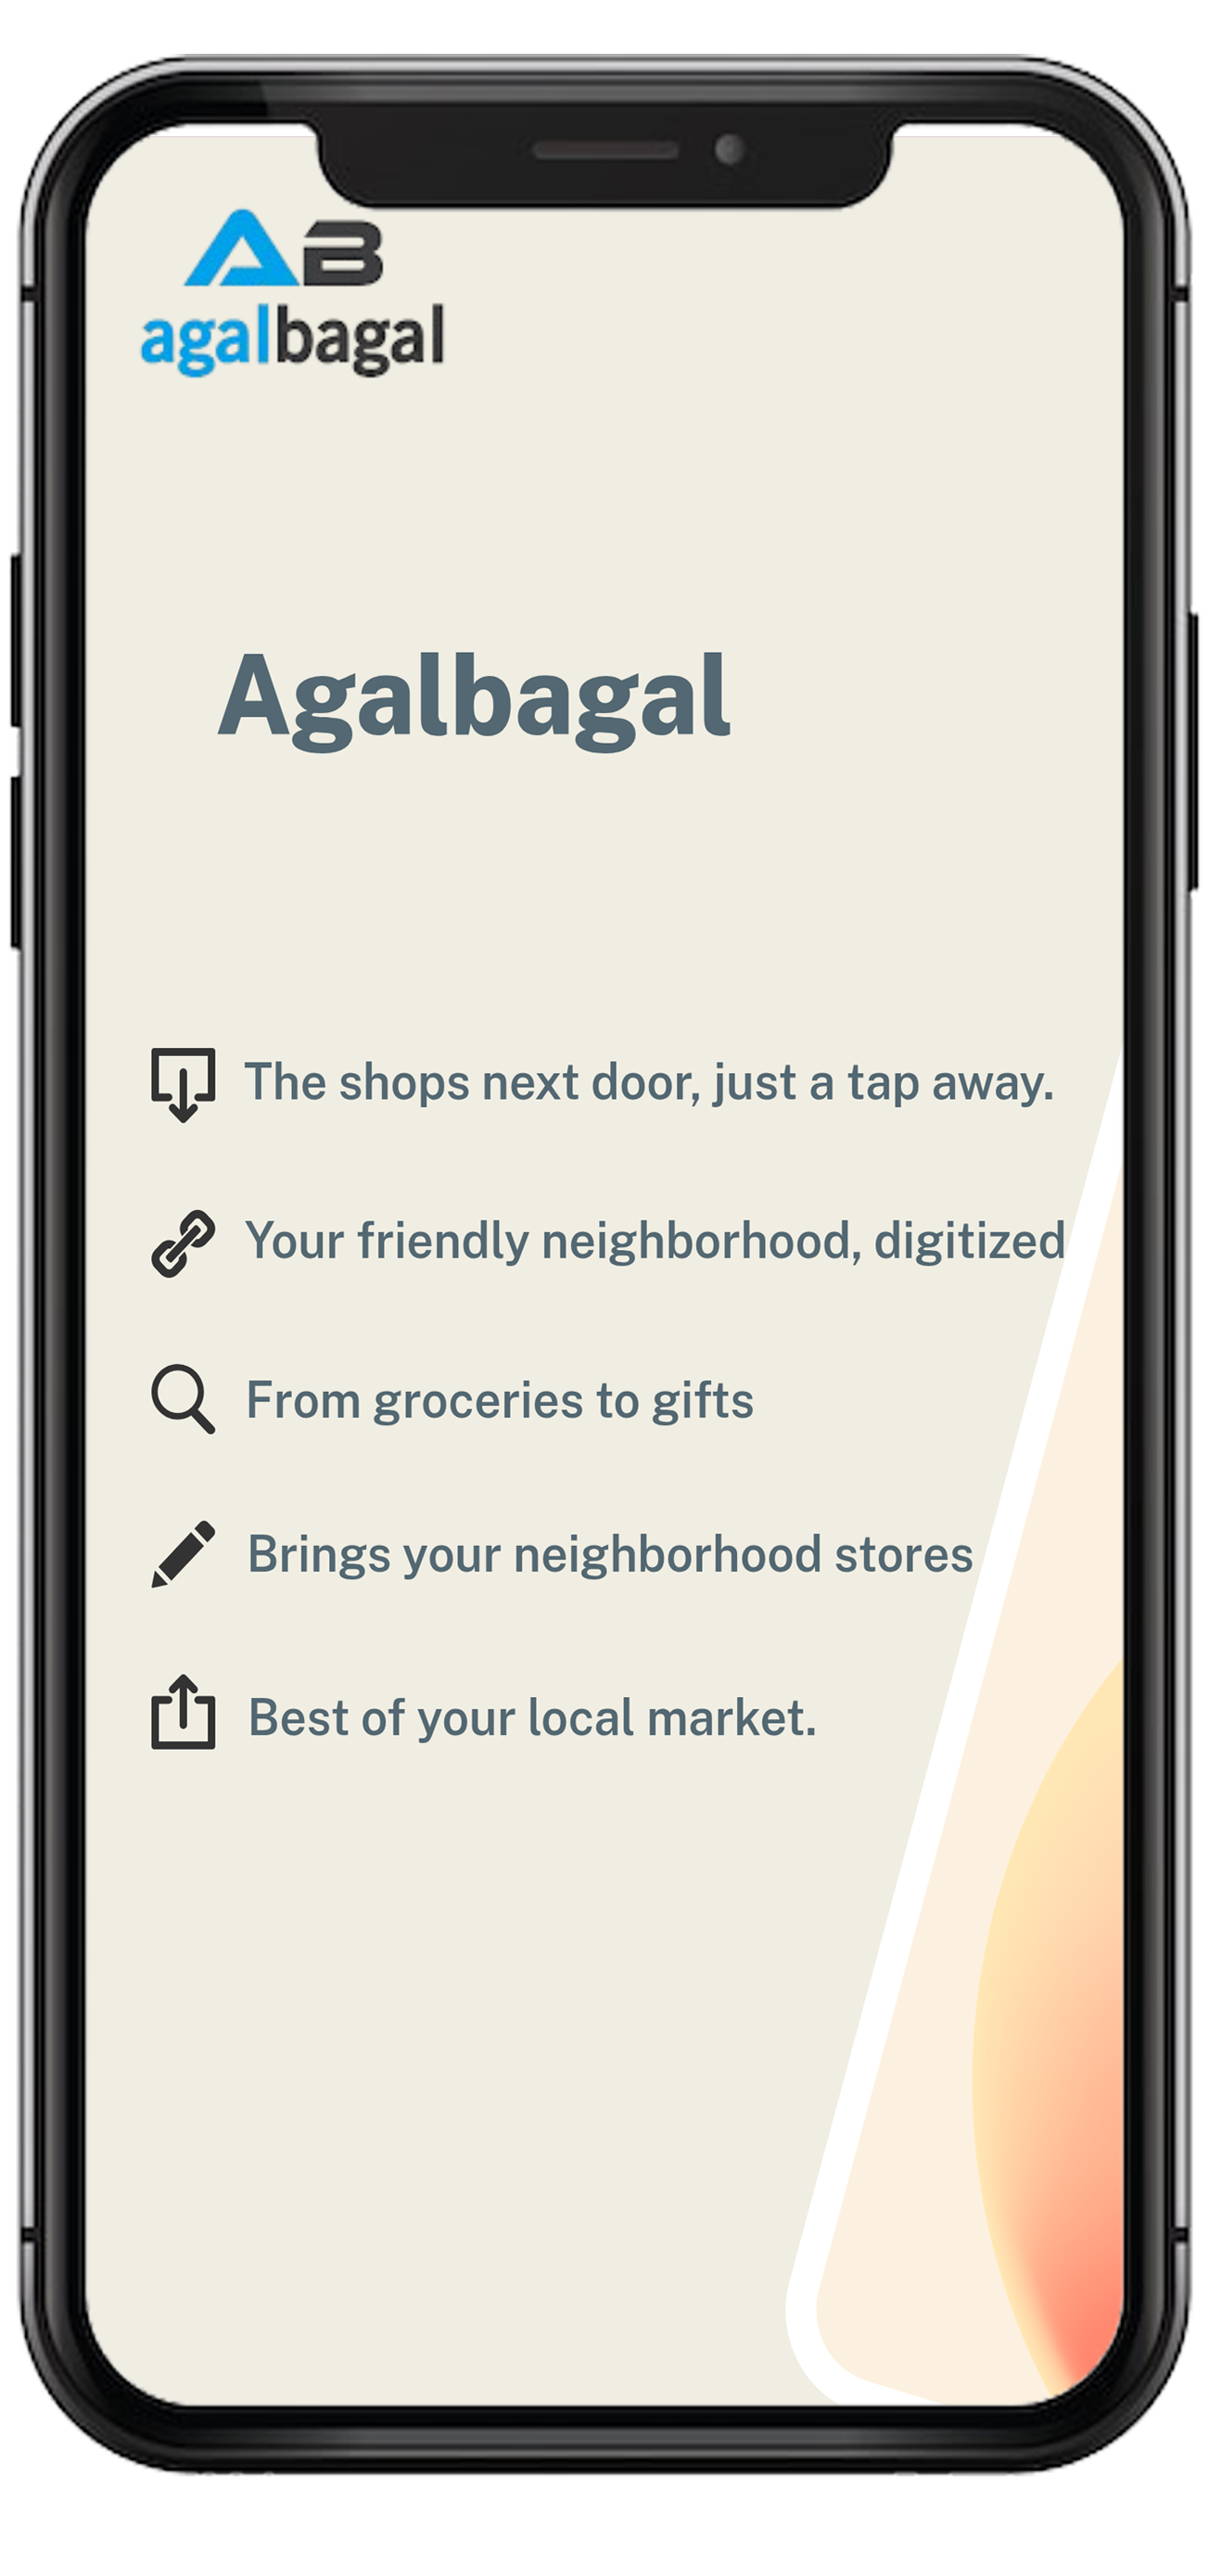 AB
agalbagal
Agalbagal
The shops next door, just a tap away.
Your friendly neighborhood, digitized
From groceries to gifts
Brings your neighborhood stores
Best of your local market.